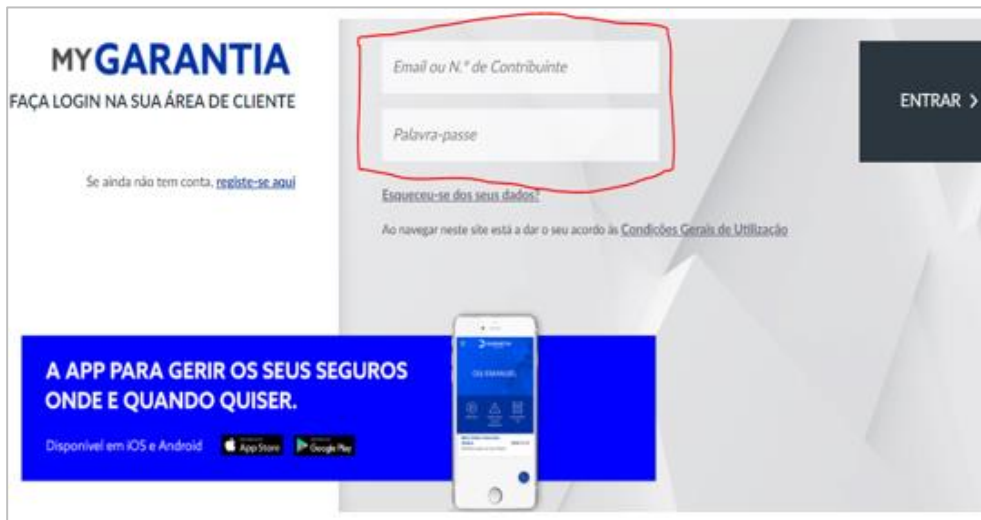 MYGARANTIA
FAÇA LOGIN NA SUA ÁREA DE CLIENTE
Se ainda não tem conta, registe-se aqui
Email ou N.º de Contribuinte
Palavra-passe
ENTRAR >
Esqueceu-se dos seus dados?
Ao navegar neste site está a dar o seu acordo às Condições Gerais de Utilização
A APP PARA GERIR OS SEUS SEGUROS
ONDE E QUANDO QUISER.
Disponível em iOS e Android
App Store
Google Play
OLÁ EMANUEL